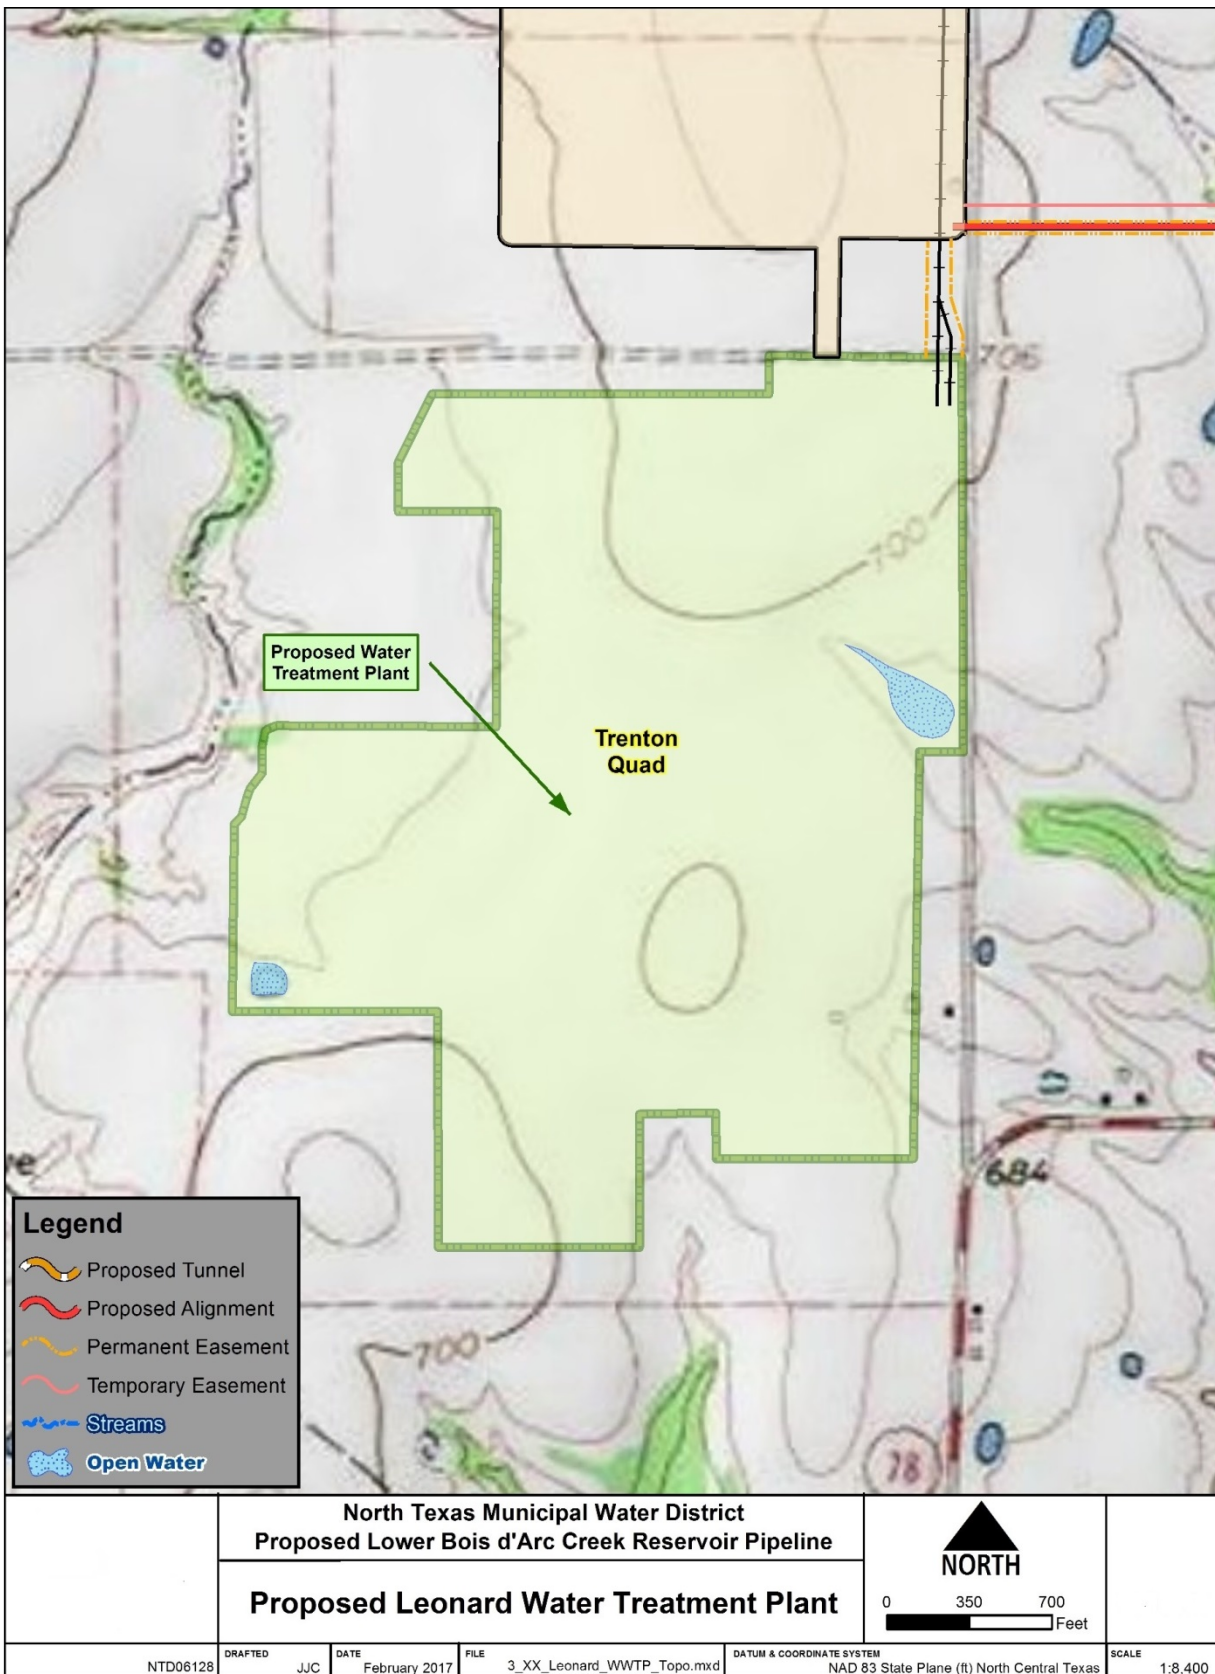 706
700
Proposed Water
Treatment Plant
Trenton
Quad
684
ve
Legend
Proposed Tunnel
Proposed Alignment
Permanent Easement
Temporary Easement
Streams
Open Water
700
78
North Texas Municipal Water District
Proposed Lower Bois d'Arc Creek Reservoir Pipeline
Proposed Leonard Water Treatment Plant
NORTH
0 350 700
Feet
NTD06128
DRAFTED
JJC
DATE
February 2017
FILE
3_XX_Leonard_WWTP_Topo.mxd
DATUM & COORDINATE SYSTEM
NAD 83 State Plane (ft) North Central Texas
SCALE
1:8,400